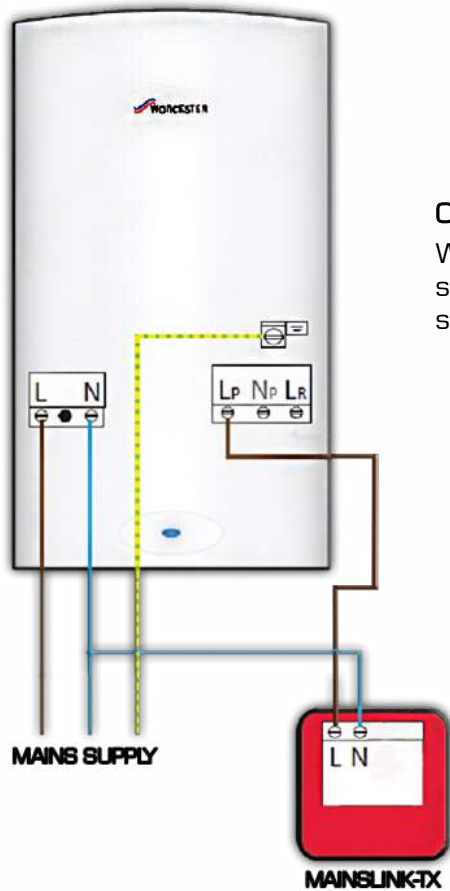 WORCESTER
L N
LP NP LR
MAINS SUPPLY
L N
MAINSLINK-TX